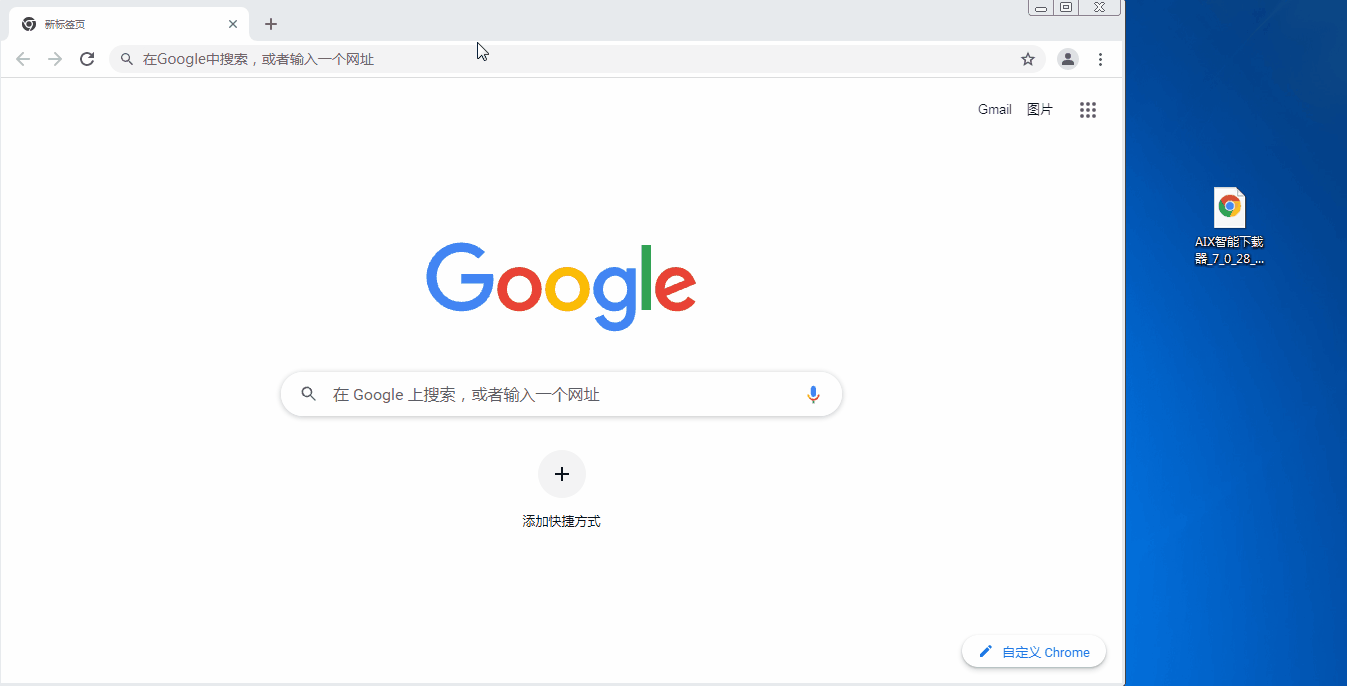 新标签页
在Google中搜索，或者输入一个网址
Gmail 图片
AIX智能下载
器_7_0_28_...
Google
在 Google 上搜索，或者输入一个网址
添加快捷方式
自定义 Chrome